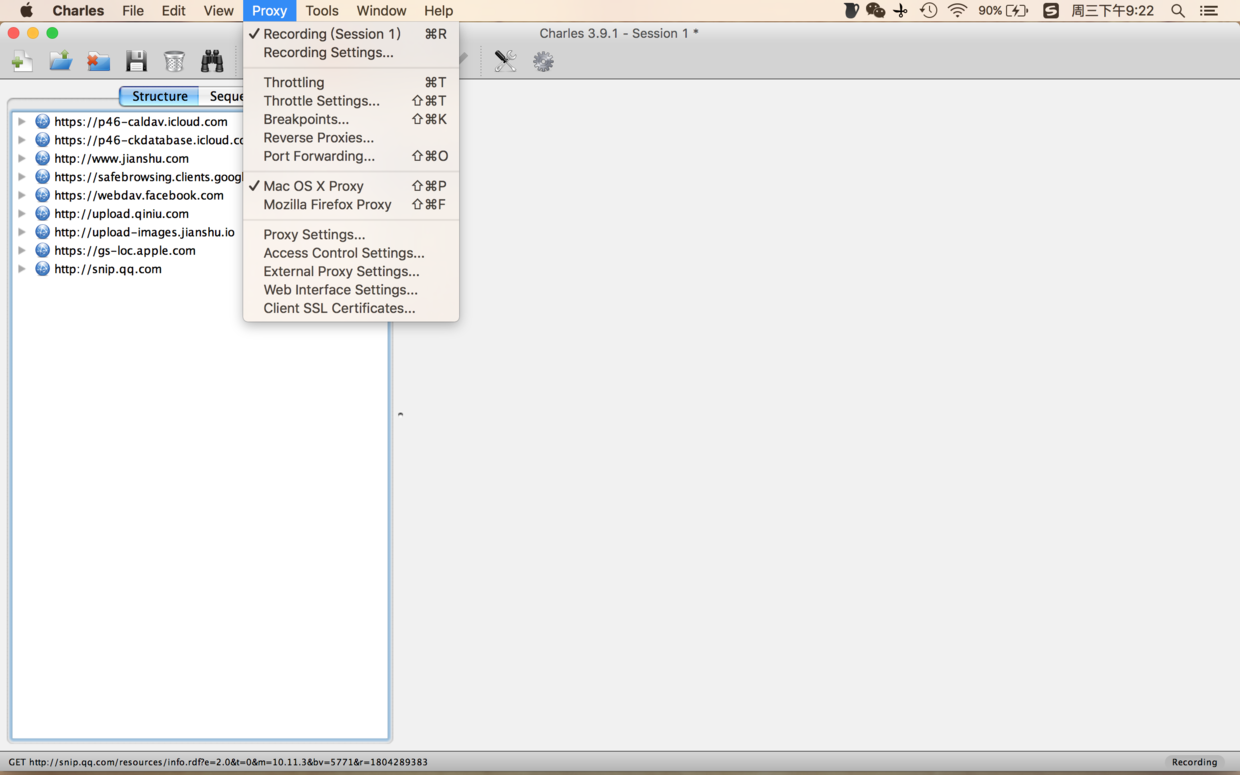 Charles File Edit View Proxy Tools Window Help 90% 周三下午9:22
Charles 3.9.1 - Session 1 *
✓ Recording (Session 1) ⌘R
Recording Settings...
Throttling ⌘T
Throttle Settings... ⇧⌘T
Breakpoints... ⇧⌘K
Reverse Proxies...
Port Forwarding... ⇧⌘O
✓ Mac OS X Proxy ⇧⌘P
Mozilla Firefox Proxy ⇧⌘F
Proxy Settings...
Access Control Settings...
External Proxy Settings...
Web Interface Settings...
Client SSL Certificates...
Structure Seque
https://p46-caldav.icloud.com
https://p46-ckdatabase.icloud.co
http://www.jianshu.com
https://safebrowsing.clients.googl
https://webdav.facebook.com
http://upload.qiniu.com
http://upload-images.jianshu.io
https://gs-loc.apple.com
http://snip.qq.com
GET http://snip.qq.com/resources/info.rdf?e=2.0&t=0&m=10.11.3&bv=5771&r=1804289383
Recording